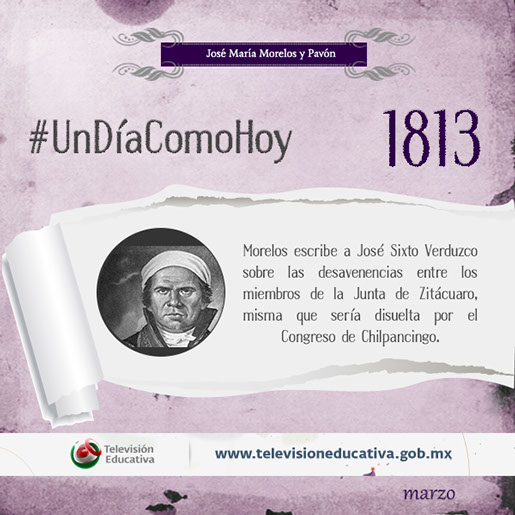 José María Morelos y Pavón
#UnDíaComoHoy
1813
Morelos escribe a José Sixto Verduzco
sobre las desavenencias entre los
miembros de la Junta de Zitácuaro,
misma que sería disuelta por el
Congreso de Chilpancingo.
Televisión
Educativa
www.televisioneducativa.gob.mx
marzo